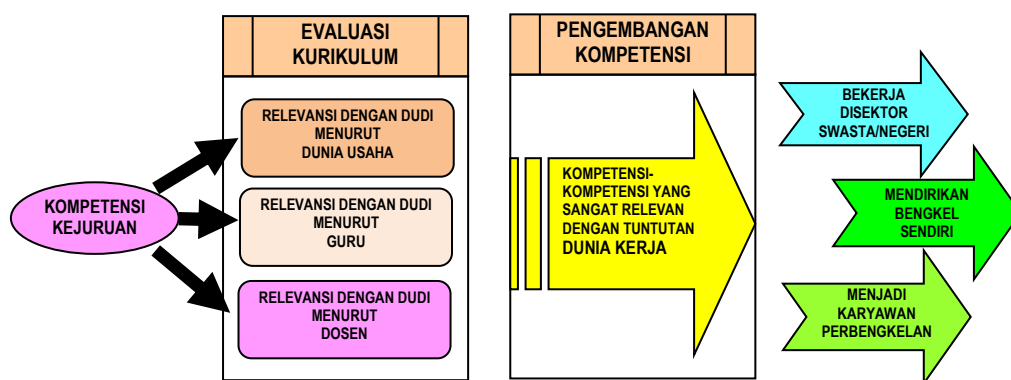 KOMPETENSI
KEJURUAN
EVALUASI
KURIKULUM
RELEVANSI DENGAN DUDI
MENURUT
DUNIA USAHA
RELEVANSI DENGAN DUDI
MENURUT
GURU
RELEVANSI DENGAN DUDI
MENURUT
DOSEN
PENGEMBANGAN
KOMPETENSI
KOMPETENSI-
KOMPETENSI YANG
SANGAT RELEVAN
DENGAN TUNTUTAN
DUNIA KERJA
BEKERJA
DISEKTOR
SWASTA/NEGERI
MENDIRIKAN
BENGKEL
SENDIRI
MENJADI
KARYAWAN
PERBENGKELAN